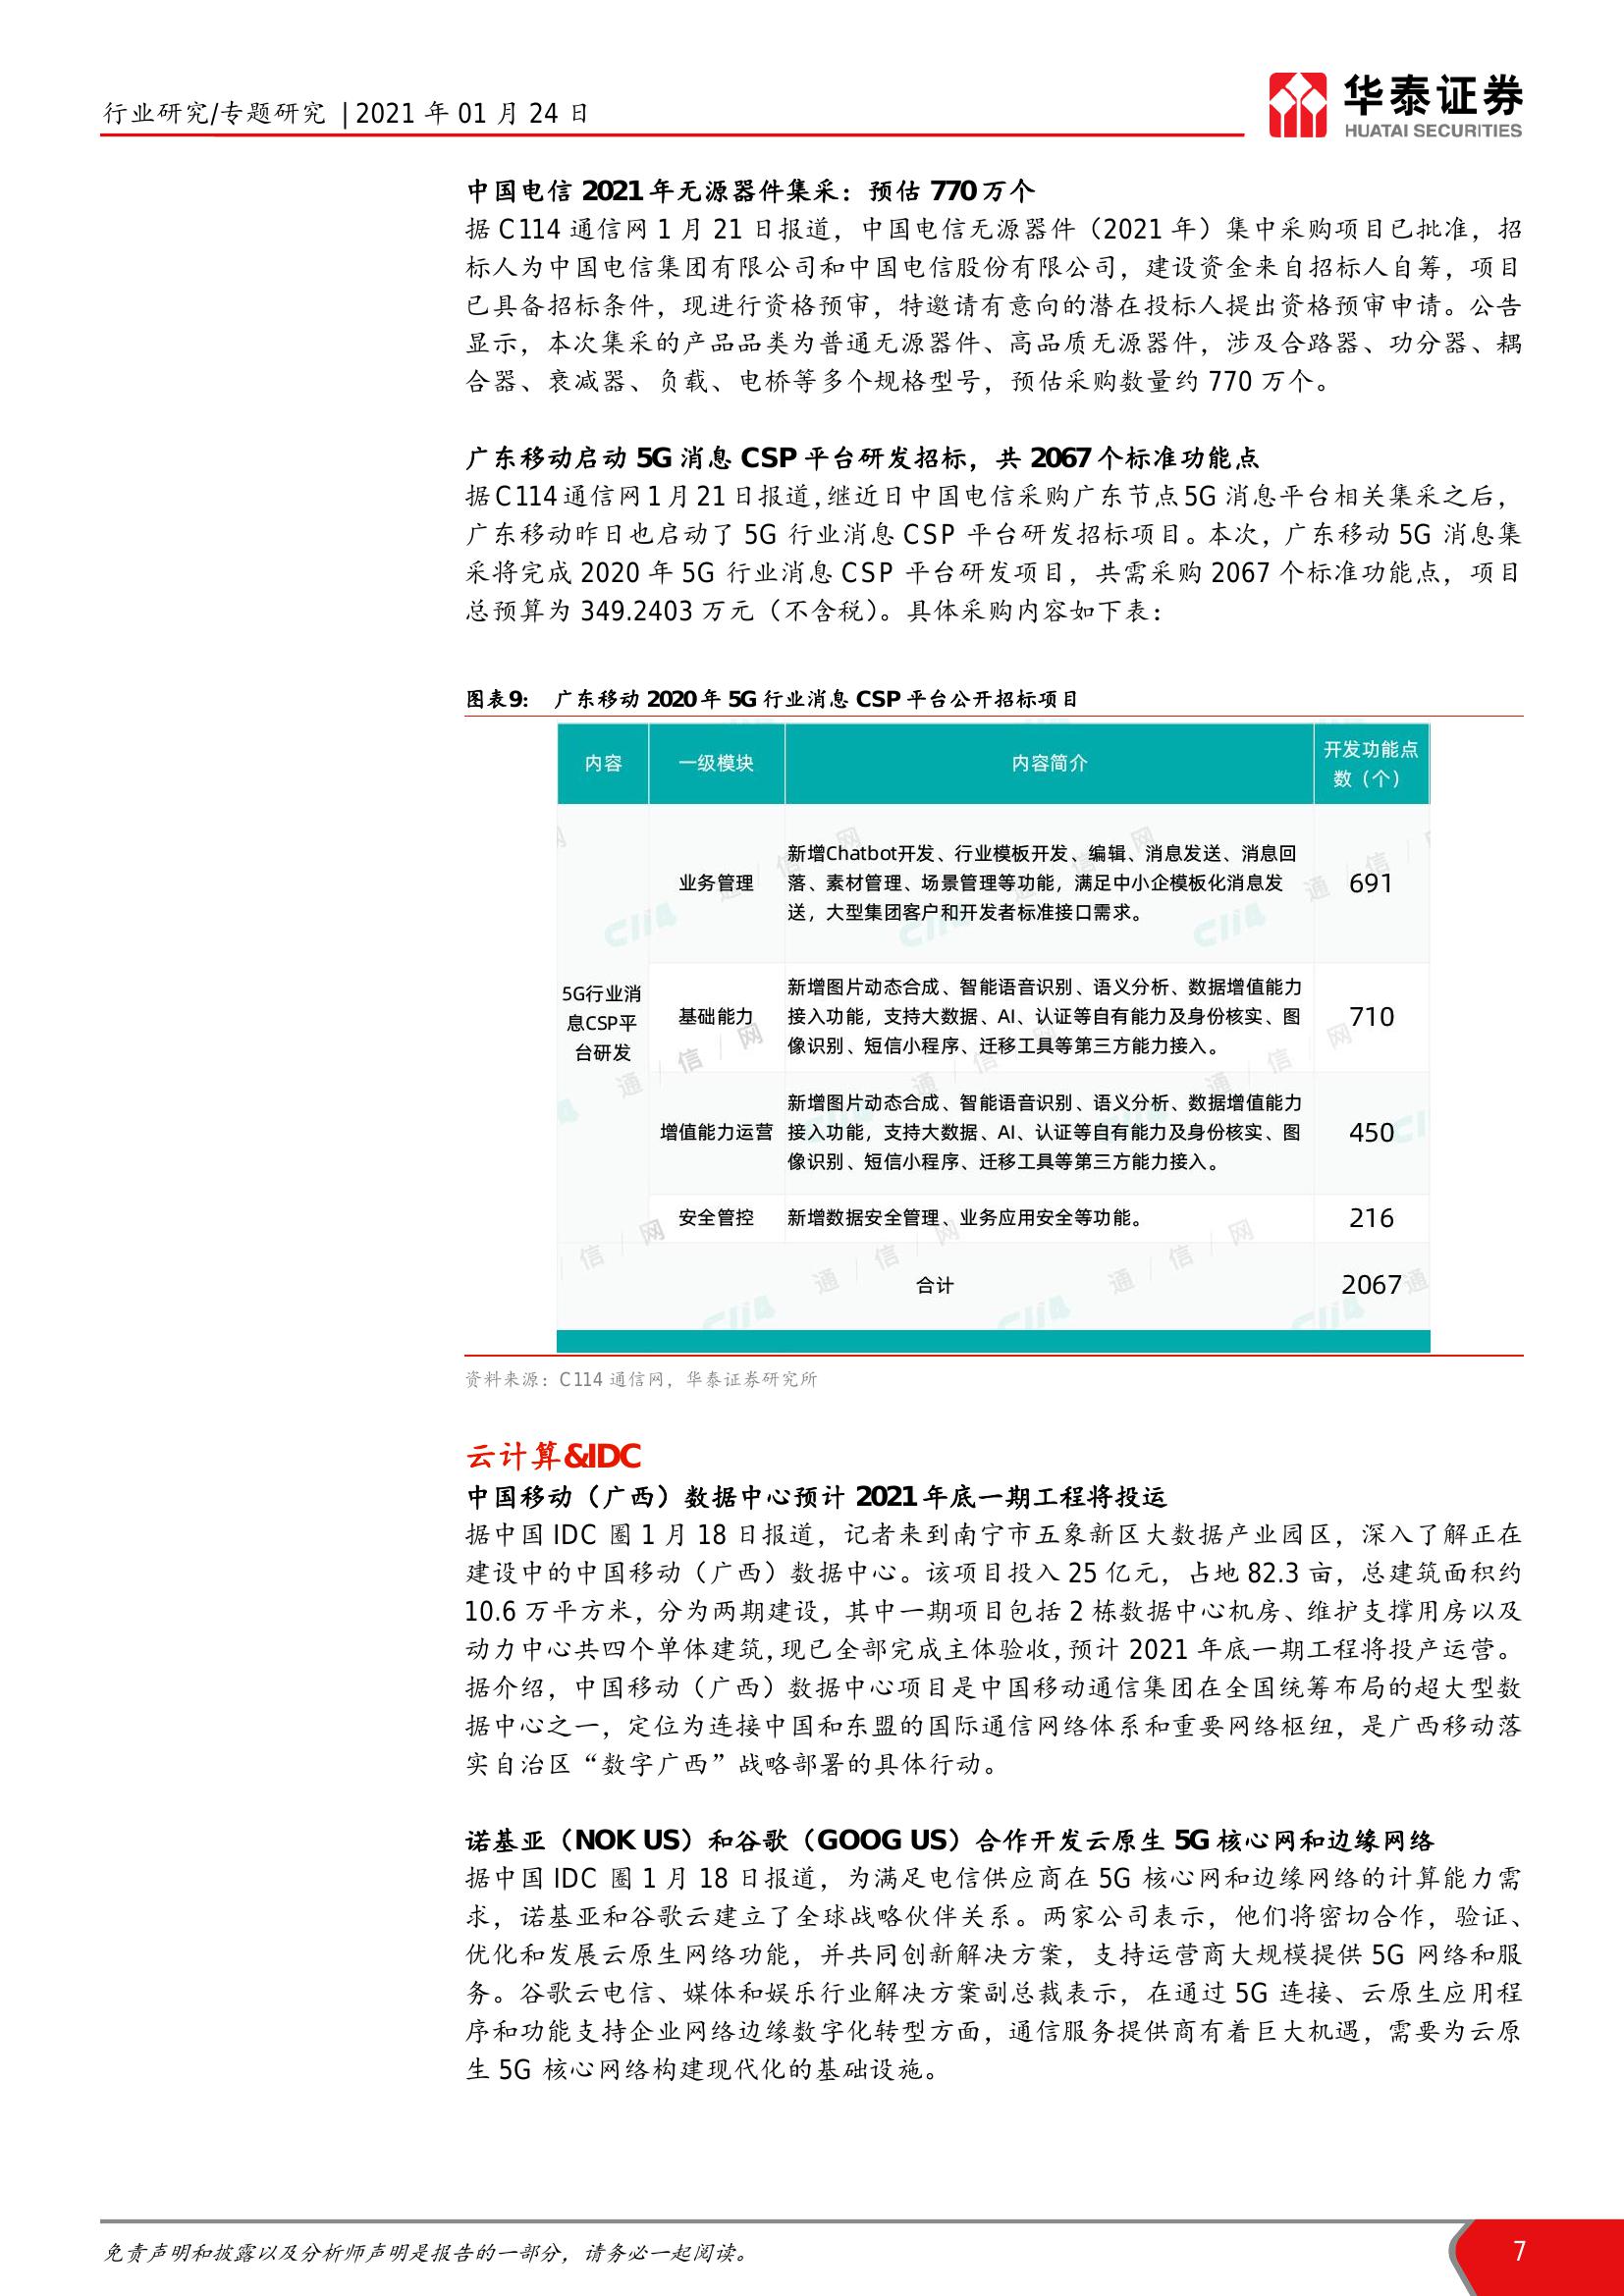 行业研究/专题研究 | 2021 年 01 月 24 日
华泰证券
HUATAI SECURITIES
中国电信 2021 年无源器件集采：预估 770 万个
据 C114 通信网 1 月 21 日报道，中国电信无源器件（2021 年）集中采购项目已批准，招
标人为中国电信集团有限公司和中国电信股份有限公司，建设资金来自招标人自筹，项目
已具备招标条件，现进行资格预审，特邀请有意向的潜在投标人提出资格预审申请。公告
显示，本次集采的产品品类为普通无源器件、高品质无源器件，涉及合路器、功分器、耦
合器、衰减器、负载、电桥等多个规格型号，预估采购数量约 770 万个。
广东移动启动 5G 消息 CSP 平台研发招标，共 2067 个标准功能点
据 C114 通信网 1 月 21 日报道，继近日中国电信采购广东节点 5G 消息平台相关集采之后，
广东移动昨日也启动了 5G 行业消息 CSP 平台研发招标项目。本次，广东移动 5G 消息集
采将完成 2020 年 5G 行业消息 CSP 平台研发项目，共需采购 2067 个标准功能点，项目
总预算为 349.2403 万元（不含税）。具体采购内容如下表：
图表9: 广东移动 2020 年 5G 行业消息 CSP 平台公开招标项目
内容 一级模块 内容简介 开发功能点
数（个）
新增Chatbot开发、行业模板开发、编辑、消息发送、消息回
业务管理 落、素材管理、场景管理等功能，满足中小企模板化消息发 691
送，大型集团客户和开发者标准接口需求。
新增图片动态合成、智能语音识别、语义分析、数据增值能力
5G行业消
基础能力 接入功能，支持大数据、AI、认证等自有能力及身份核实、图 710
息CSP平
像识别、短信小程序、迁移工具等第三方能力接入。
台研发
新增图片动态合成、智能语音识别、语义分析、数据增值能力
增值能力运营 接入功能，支持大数据、AI、认证等自有能力及身份核实、图 450
像识别、短信小程序、迁移工具等第三方能力接入。
安全管控 新增数据安全管理、业务应用安全等功能。 216
合计 2067
资料来源：C114 通信网，华泰证券研究所
云计算&IDC
中国移动（广西）数据中心预计 2021 年底一期工程将投运
据中国 IDC 圈 1 月 18 日报道，记者来到南宁市五象新区大数据产业园区，深入了解正在
建设中的中国移动（广西）数据中心。该项目投入 25 亿元，占地 82.3 亩，总建筑面积约
10.6 万平方米，分为两期建设，其中一期项目包括 2 栋数据中心机房、维护支撑用房以及
动力中心共四个单体建筑，现已全部完成主体验收，预计 2021 年底一期工程将投产运营。
据介绍，中国移动（广西）数据中心项目是中国移动通信集团在全国统筹布局的超大型数
据中心之一，定位为连接中国和东盟的国际通信网络体系和重要网络枢纽，是广西移动落
实自治区“数字广西”战略部署的具体行动。
诺基亚（NOK US）和谷歌（GOOG US）合作开发云原生 5G 核心网和边缘网络
据中国 IDC 圈 1 月 18 日报道，为满足电信供应商在 5G 核心网和边缘网络的计算能力需
求，诺基亚和谷歌云建立了全球战略伙伴关系。两家公司表示，他们将密切合作，验证、
优化和发展云原生网络功能，并共同创新解决方案，支持运营商大规模提供 5G 网络和服
务。谷歌云电信、媒体和娱乐行业解决方案副总裁表示，在通过 5G 连接、云原生应用程
序和功能支持企业网络边缘数字化转型方面，通信服务提供商有着巨大机遇，需要为云原
生 5G 核心网络构建现代化的基础设施。
免责声明和披露以及分析师声明是报告的一部分，请务必一起阅读。
7